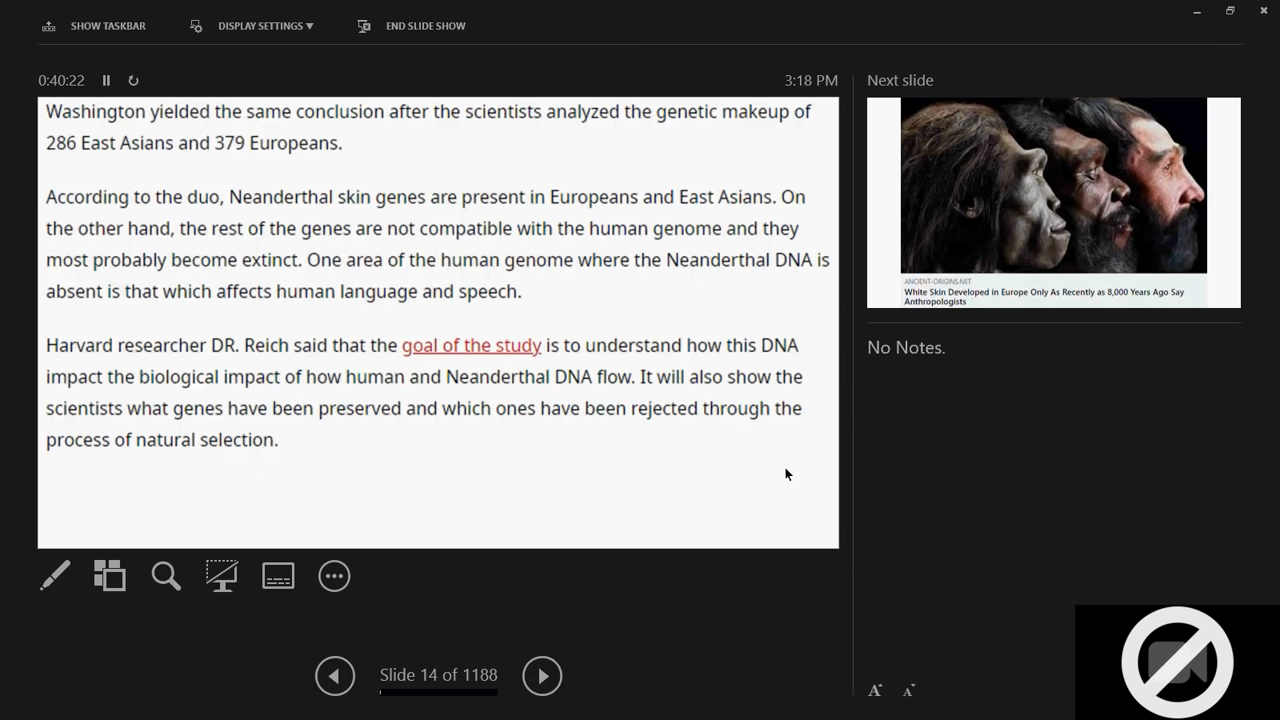 SHOW TASKBAR
DISPLAY SETTINGS ▼
END SLIDE SHOW
0:40:22
3:18 PM
Washington yielded the same conclusion after the scientists analyzed the genetic makeup of
286 East Asians and 379 Europeans.
According to the duo, Neanderthal skin genes are present in Europeans and East Asians. On
the other hand, the rest of the genes are not compatible with the human genome and they
most probably become extinct. One area of the human genome where the Neanderthal DNA is
absent is that which affects human language and speech.
Harvard researcher DR. Reich said that the goal of the study is to understand how this DNA
impact the biological impact of how human and Neanderthal DNA flow. It will also show the
scientists what genes have been preserved and which ones have been rejected through the
process of natural selection.
Slide 14 of 1188
Next slide
ANCIENT-ORIGINS.NET
White Skin Developed in Europe Only As Recently as 8,000 Years Ago Say
Anthropologists
No Notes.
A A